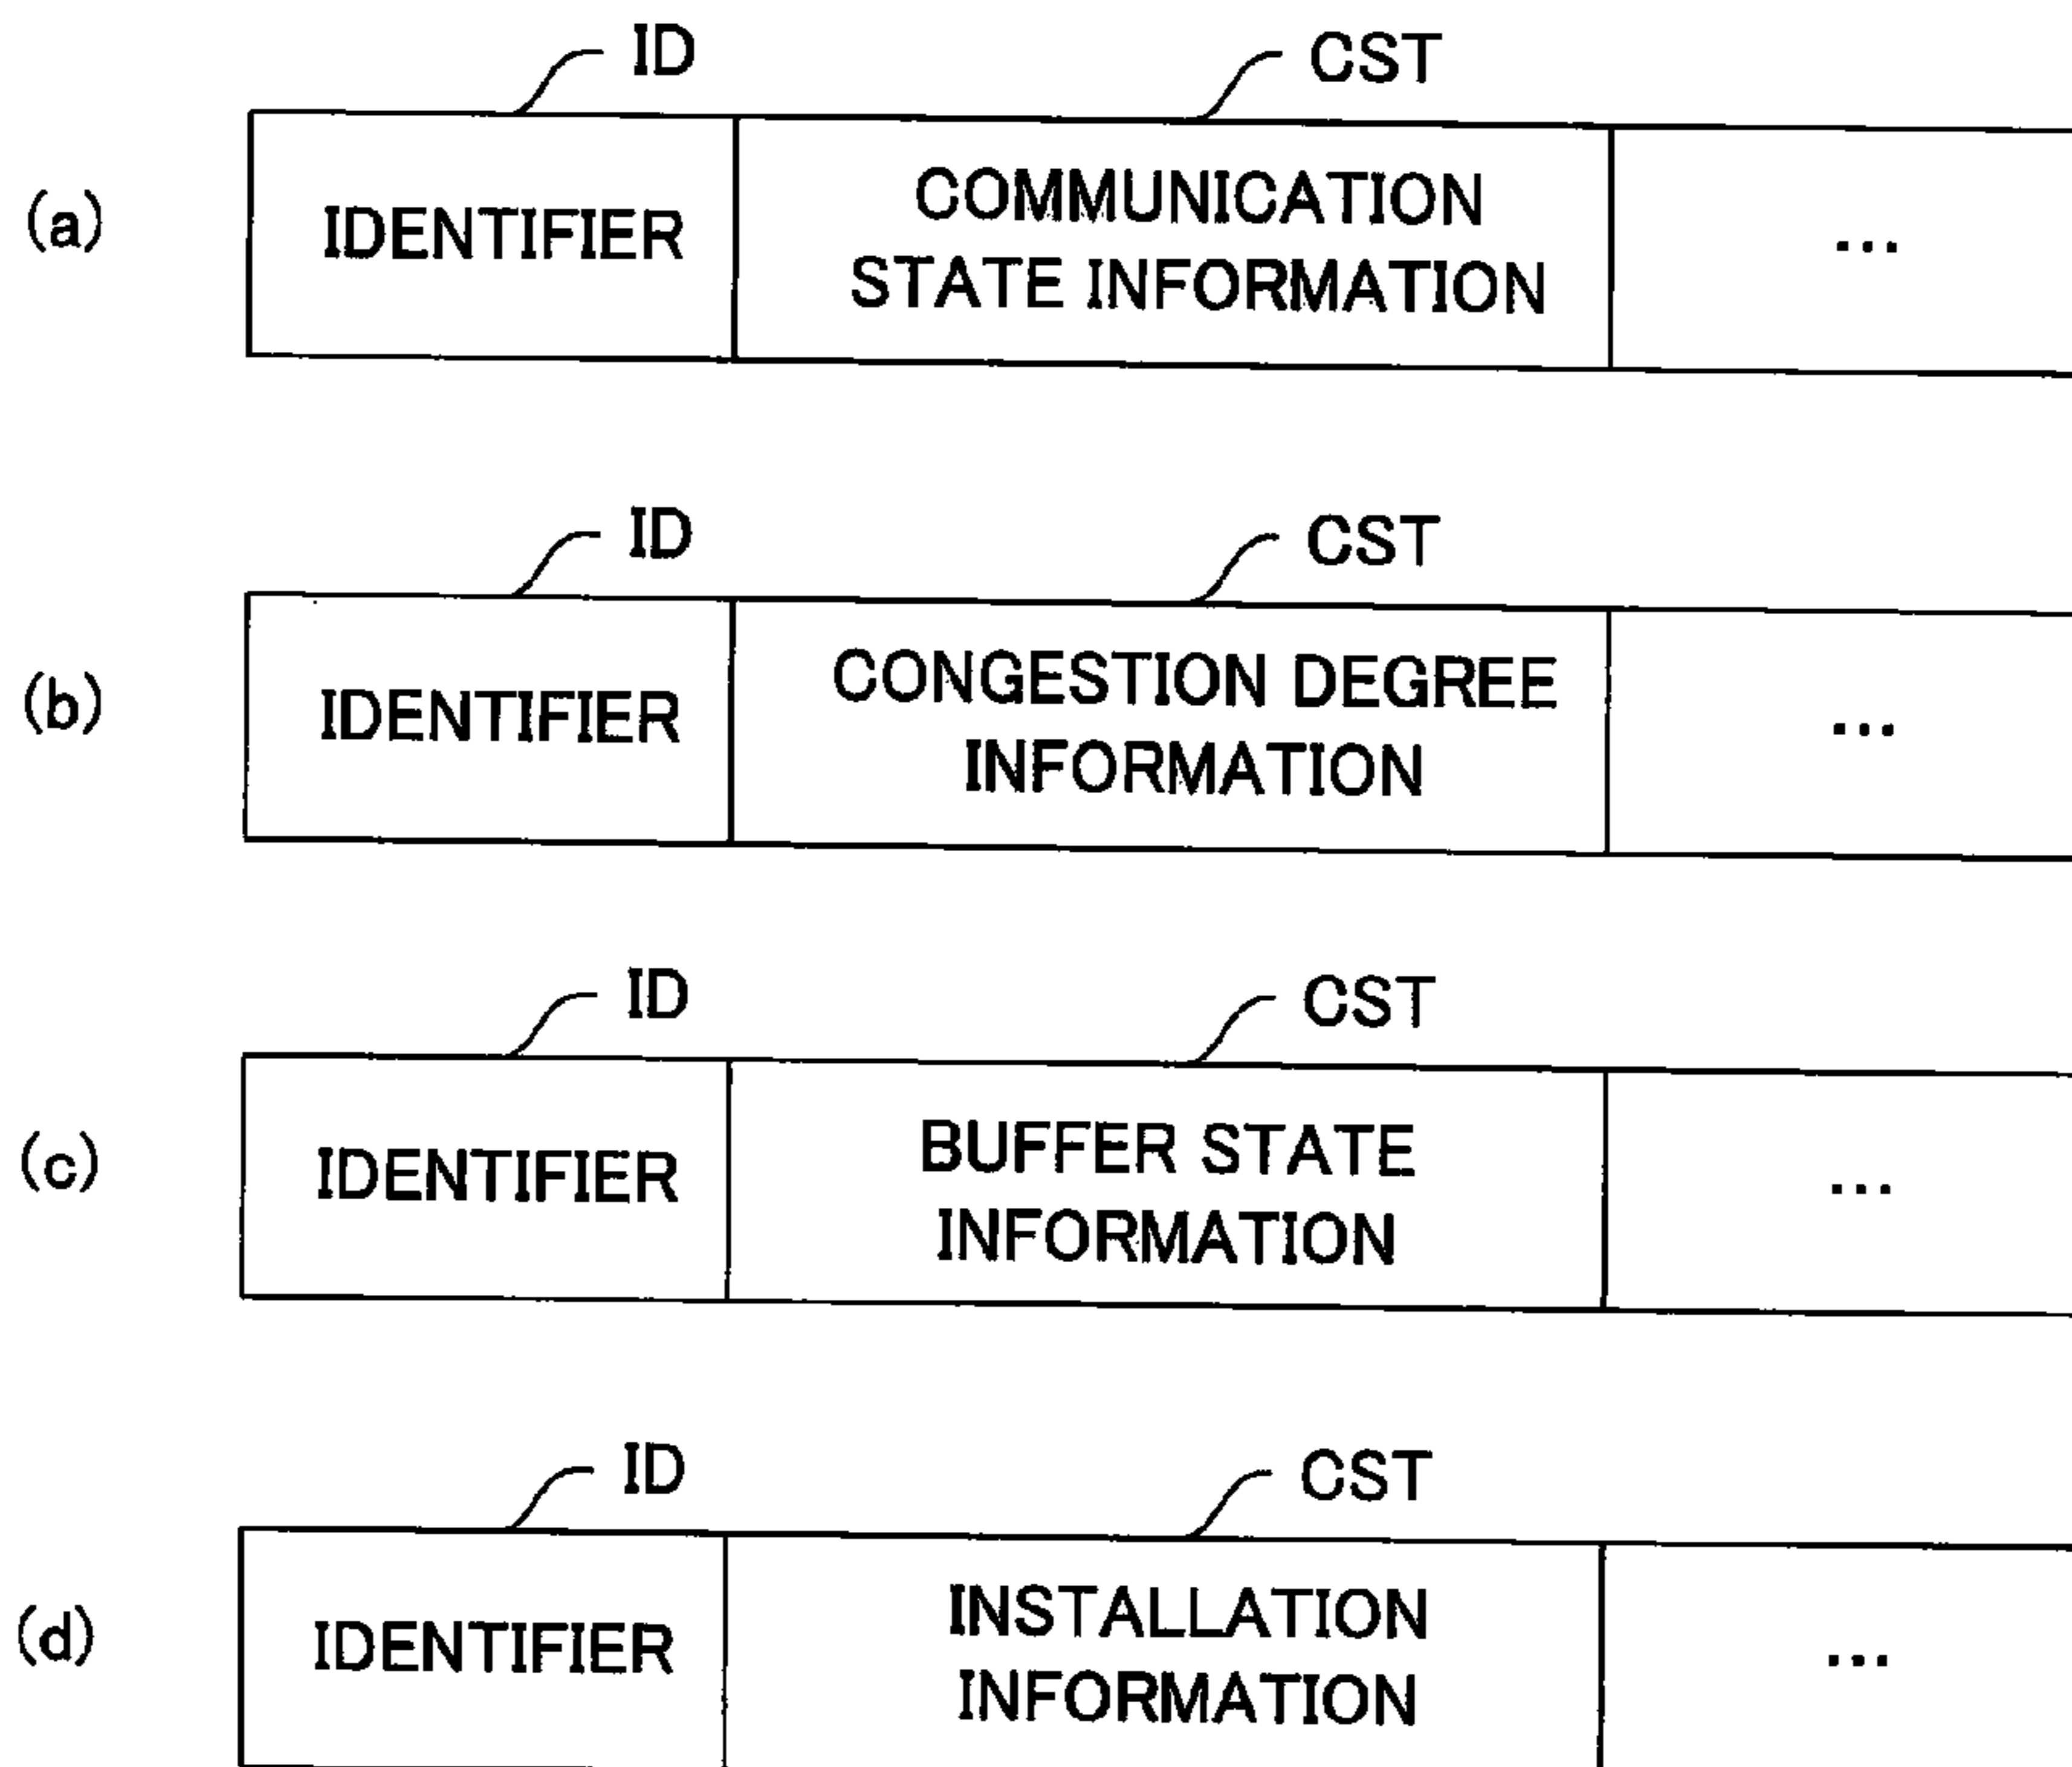 ID CST
(a) IDENTIFIER COMMUNICATION
STATE INFORMATION ...
ID CST
(b) IDENTIFIER CONGESTION DEGREE
INFORMATION ...
ID CST
(c) IDENTIFIER BUFFER STATE
INFORMATION ...
ID CST
(d) IDENTIFIER INSTALLATION
INFORMATION ...